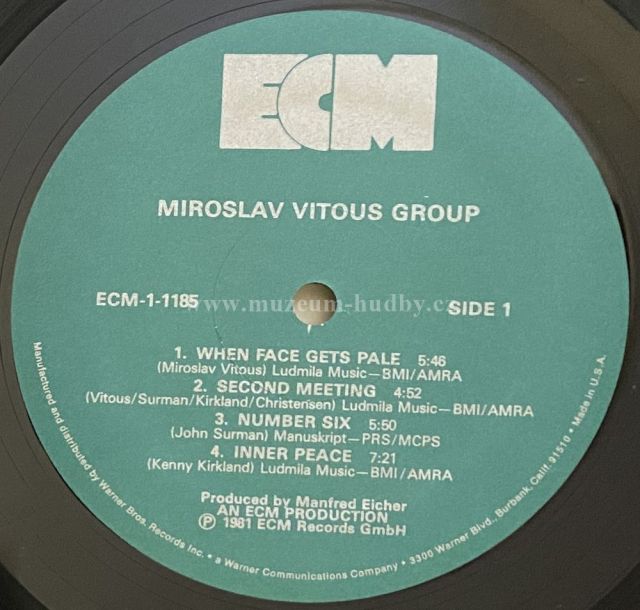 ECM
MIROSLAV VITOUS GROUP
ECM-1-1185
www.muzeum-hudby.cz
SIDE 1
1. WHEN FACE GETS PALE 5:46
(Miroslav Vitous) Ludmila Music—BMI/AMRA
2. SECOND MEETING 4:52
(Vitous/Surman/Kirkland/Christensen) Ludmila Music—BMI/AMRA
3. NUMBER SIX 5:50
(John Surman) Manuskript—PRS/MCPS
4. INNER PEACE 7:21
(Kenny Kirkland) Ludmila Music—BMI/AMRA
Produced by Manfred Eicher
AN ECM PRODUCTION
Ⓟ 1981 ECM Records GmbH
Manufactured and distributed by Warner Bros. Records Inc. • a Warner Communications Company • 3300 Warner Blvd., Burbank, Calif. 91510 • Made in U.S.A.